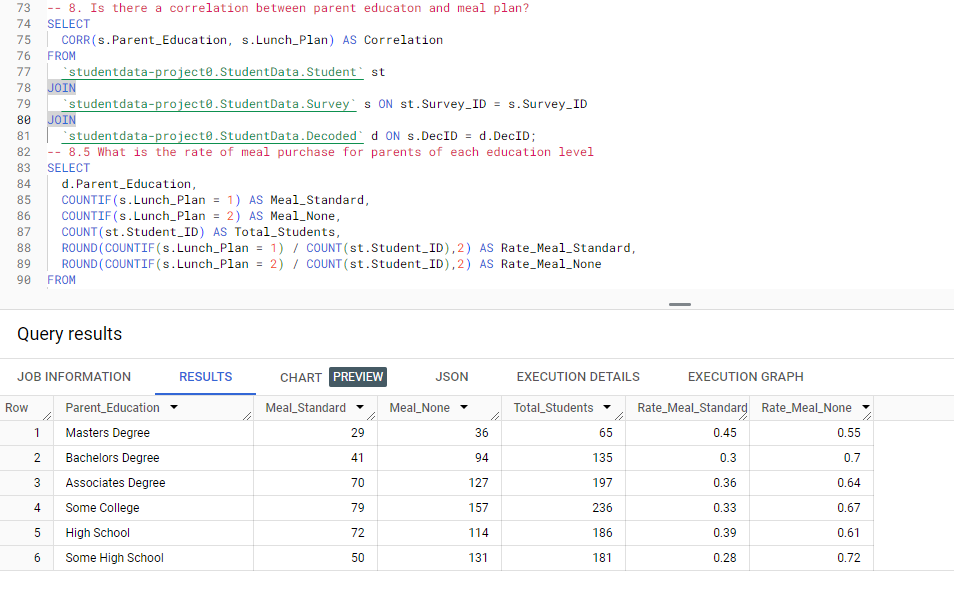 73 -- 8. Is there a correlation between parent educaton and meal plan?
74 SELECT
75 CORR(s.Parent_Education, s.Lunch_Plan) AS Correlation
76 FROM
77 `studentdata-project0.StudentData.Student` st
78 JOIN
79 `studentdata-project0.StudentData.Survey` s ON st.Survey_ID = s.Survey_ID
80 JOIN
81 `studentdata-project0.StudentData.Decoded` d ON s.DecID = d.DecID;
82 -- 8.5 What is the rate of meal purchase for parents of each education level
83 SELECT
84 d.Parent_Education,
85 COUNTIF(s.Lunch_Plan = 1) AS Meal_Standard,
86 COUNTIF(s.Lunch_Plan = 2) AS Meal_None,
87 COUNT(st.Student_ID) AS Total_Students,
88 ROUND(COUNTIF(s.Lunch_Plan = 1) / COUNT(st.Student_ID),2) AS Rate_Meal_Standard,
89 ROUND(COUNTIF(s.Lunch_Plan = 2) / COUNT(st.Student_ID),2) AS Rate_Meal_None
90 FROM
Query results
JOB INFORMATION RESULTS CHART PREVIEW JSON EXECUTION DETAILS EXECUTION GRAPH
Row Parent_Education Meal_Standard Meal_None Total_Students Rate_Meal_Standard Rate_Meal_None
1 Masters Degree 29 36 65 0.45 0.55
2 Bachelors Degree 41 94 135 0.3 0.7
3 Associates Degree 70 127 197 0.36 0.64
4 Some College 79 157 236 0.33 0.67
5 High School 72 114 186 0.39 0.61
6 Some High School 50 131 181 0.28 0.72